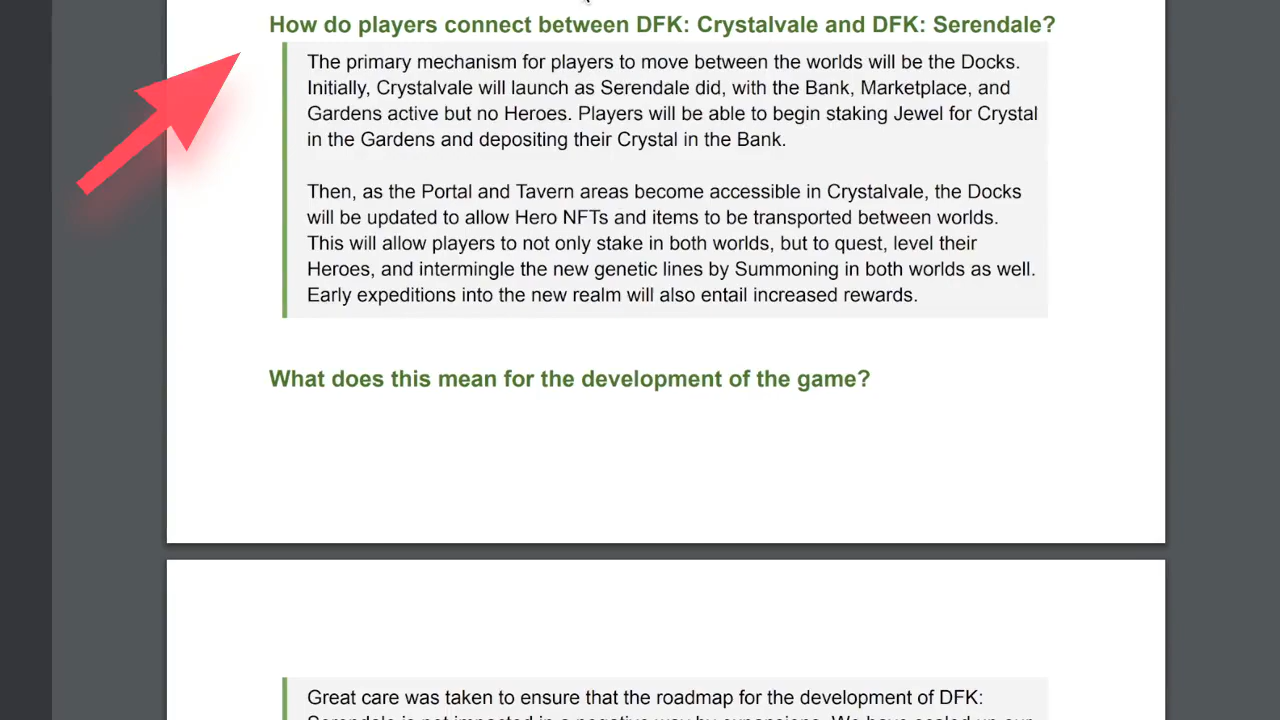 How do players connect between DFK: Crystalvale and DFK: Serendale?
The primary mechanism for players to move between the worlds will be the Docks.
Initially, Crystalvale will launch as Serendale did, with the Bank, Marketplace, and
Gardens active but no Heroes. Players will be able to begin staking Jewel for Crystal
in the Gardens and depositing their Crystal in the Bank.
Then, as the Portal and Tavern areas become accessible in Crystalvale, the Docks
will be updated to allow Hero NFTs and items to be transported between worlds.
This will allow players to not only stake in both worlds, but to quest, level their
Heroes, and intermingle the new genetic lines by Summoning in both worlds as well.
Early expeditions into the new realm will also entail increased rewards.
What does this mean for the development of the game?
Great care was taken to ensure that the roadmap for the development of DFK: